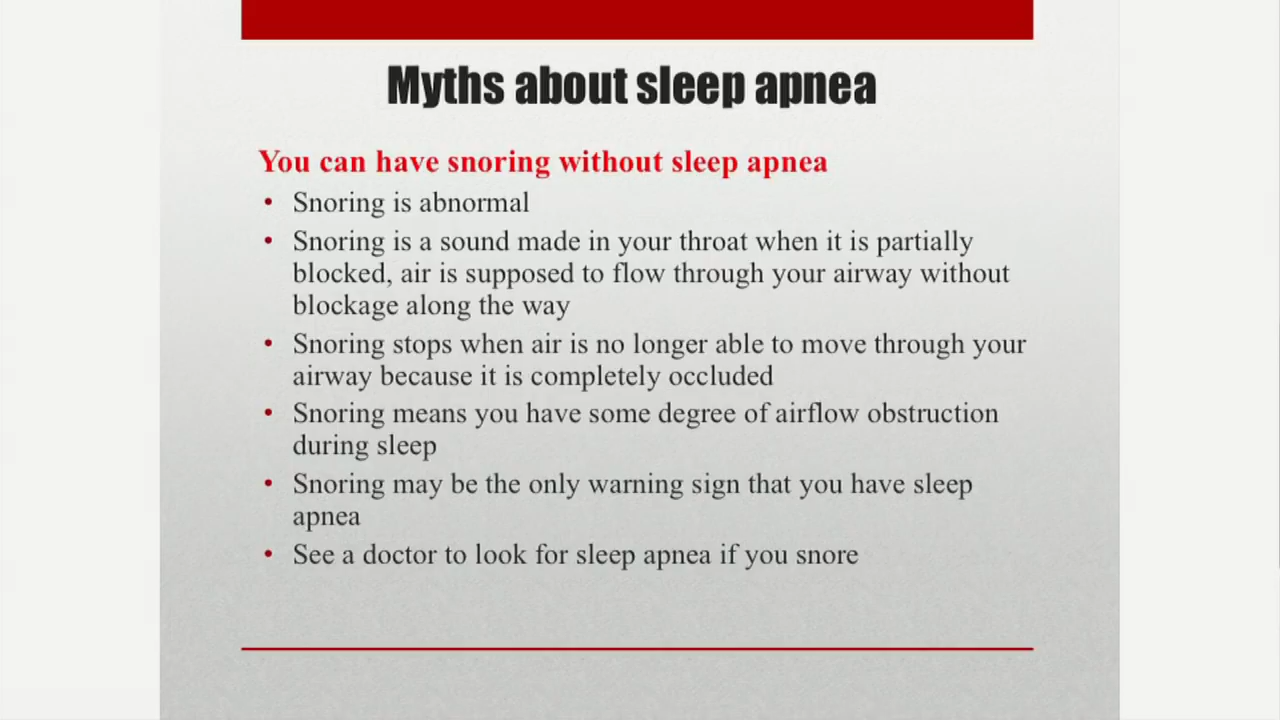 Myths about sleep apnea
You can have snoring without sleep apnea
• Snoring is abnormal
• Snoring is a sound made in your throat when it is partially
blocked, air is supposed to flow through your airway without
blockage along the way
• Snoring stops when air is no longer able to move through your
airway because it is completely occluded
• Snoring means you have some degree of airflow obstruction
during sleep
• Snoring may be the only warning sign that you have sleep
apnea
• See a doctor to look for sleep apnea if you snore